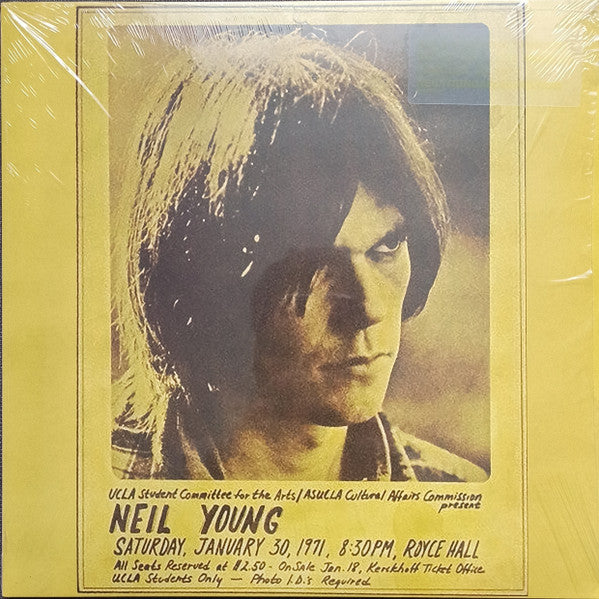 UCLA Student Committee for the Arts/ASUCLA Cultural Affairs Commission
present
NEIL YOUNG
SATURDAY, JANUARY 30, 1971, 8:30PM, ROYCE HALL
All Seats Reserved at $2.50 - On Sale Jan. 18, Kerckhoff Ticket Office
UCLA Students Only — Photo I.D.'s Required